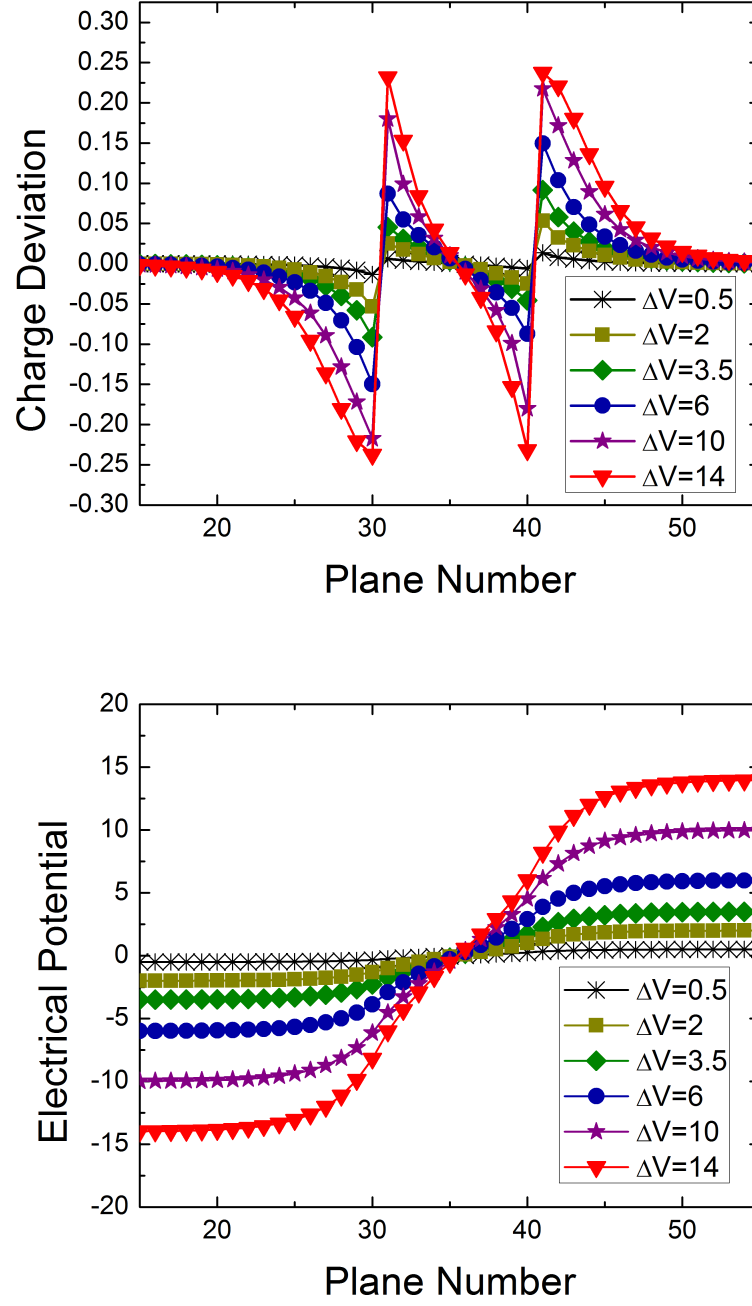 0.30
0.25
0.20
0.15
0.10
0.05
0.00
-0.05
-0.10
-0.15
-0.20
-0.25
-0.30
Charge Deviation
20 30 40 50
Plane Number
ΔV=0.5
ΔV=2
ΔV=3.5
ΔV=6
ΔV=10
ΔV=14
20
15
10
5
0
-5
-10
-15
-20
Electrical Potential
20 30 40 50
Plane Number
ΔV=0.5
ΔV=2
ΔV=3.5
ΔV=6
ΔV=10
ΔV=14